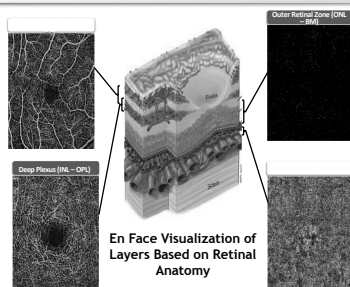 Outer Retinal Zone (ONL
– BM)
Fovea
Deep Plexus (INL – OPL)
Sclera
En Face Visualization of
Layers Based on Retinal
Anatomy